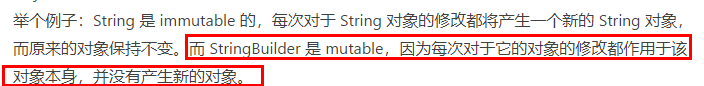 举个例子：String 是 immutable 的，每次对于 String 对象的修改都将产生一个新的 String 对象，
而原来的对象保持不变。而 StringBuilder 是 mutable，因为每次对于它的对象的修改都作用于该
对象本身，并没有产生新的对象。